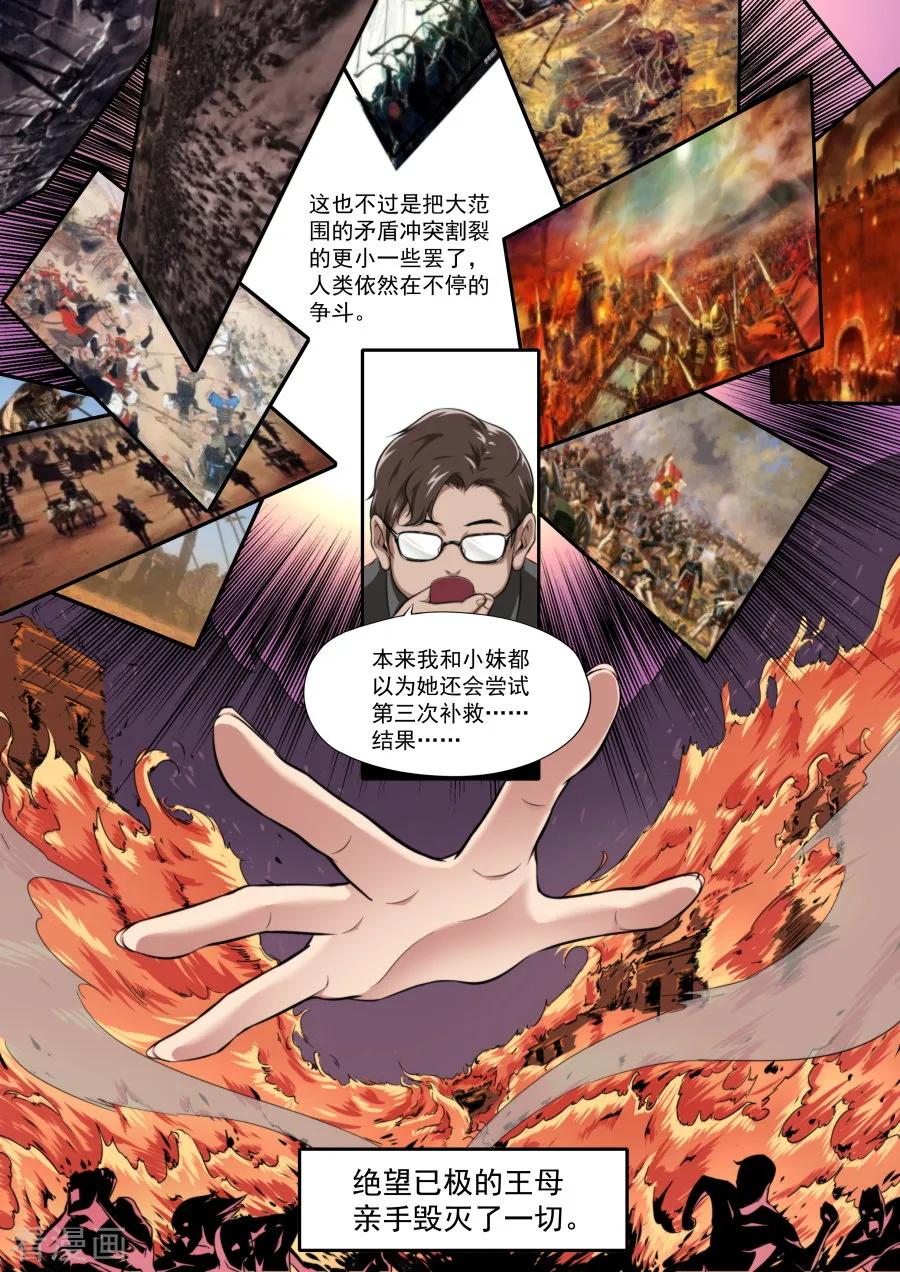 这也不过是把大范
围的矛盾冲突割裂
的更小一些罢了，
人类依然在不停的
争斗。
本来我和小妹都
以为她还会尝试
第三次补救……
结果……
绝望已极的王母
亲手毁灭了一切。
看漫画